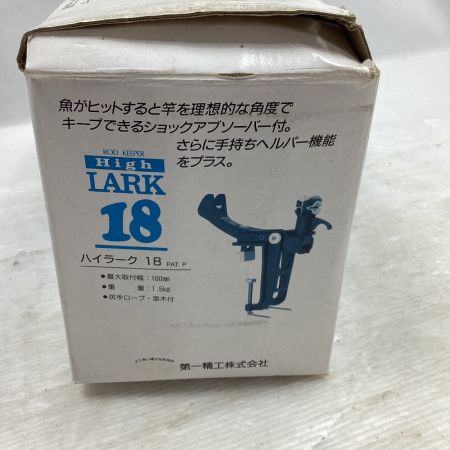 魚がヒットすると竿を理想的な角度で
キープできるショックアブソーバー付。
さらに手持ちヘルパー機能
をプラス。
ROD KEEPER
High
LARK
18
ハイラーク 18 PAT. P
●最大取付幅:180㎜
●重 量:1.5kg
●尻手ロープ・添木付
第一精工株式会社